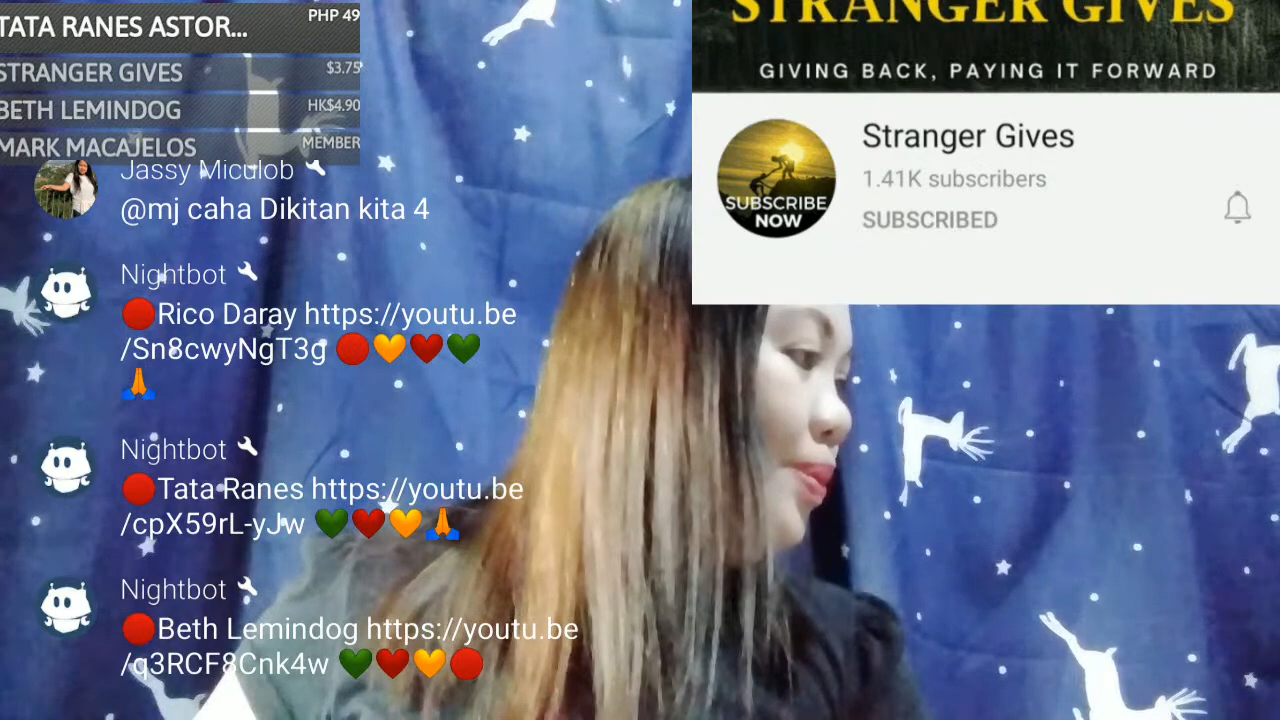 TATA RANES ASTOR... PHP 49
STRANGER GIVES $3.75
BETH LEMINDOG HK$4.90
MARK MACAJELOS MEMBER
Jassy Miculob
@mj caha Dikitan kita 4
Nightbot
🔴Rico Daray https://youtu.be
/Sn8cwyNgT3g 🔴🧡❤️💚
🙏
Nightbot
🔴Tata Ranes https://youtu.be
/cpX59rL-yJw 💚❤️🧡🙏
Nightbot
🔴Beth Lemindog https://youtu.be
/q3RCF8Cnk4w 💚❤️🧡🔴
STRANGER GIVES
GIVING BACK, PAYING IT FORWARD
SUBSCRIBE
NOW
Stranger Gives
1.41K subscribers
SUBSCRIBED